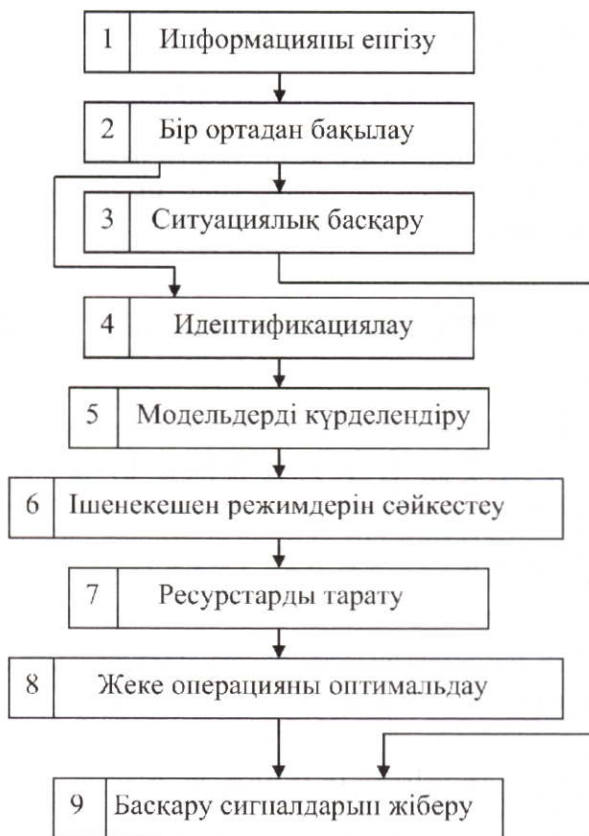 1 Информацияны енгізу
2 Бір ортадан бақылау
3 Ситуациялық басқару
4 Идентификациялау
5 Модельдерді күрделендіру
6 Ішенекешен режимдерін сәйкестеу
7 Ресурстарды тарату
8 Жеке операцияны оптимальдау
9 Басқару сигналдарын жіберу